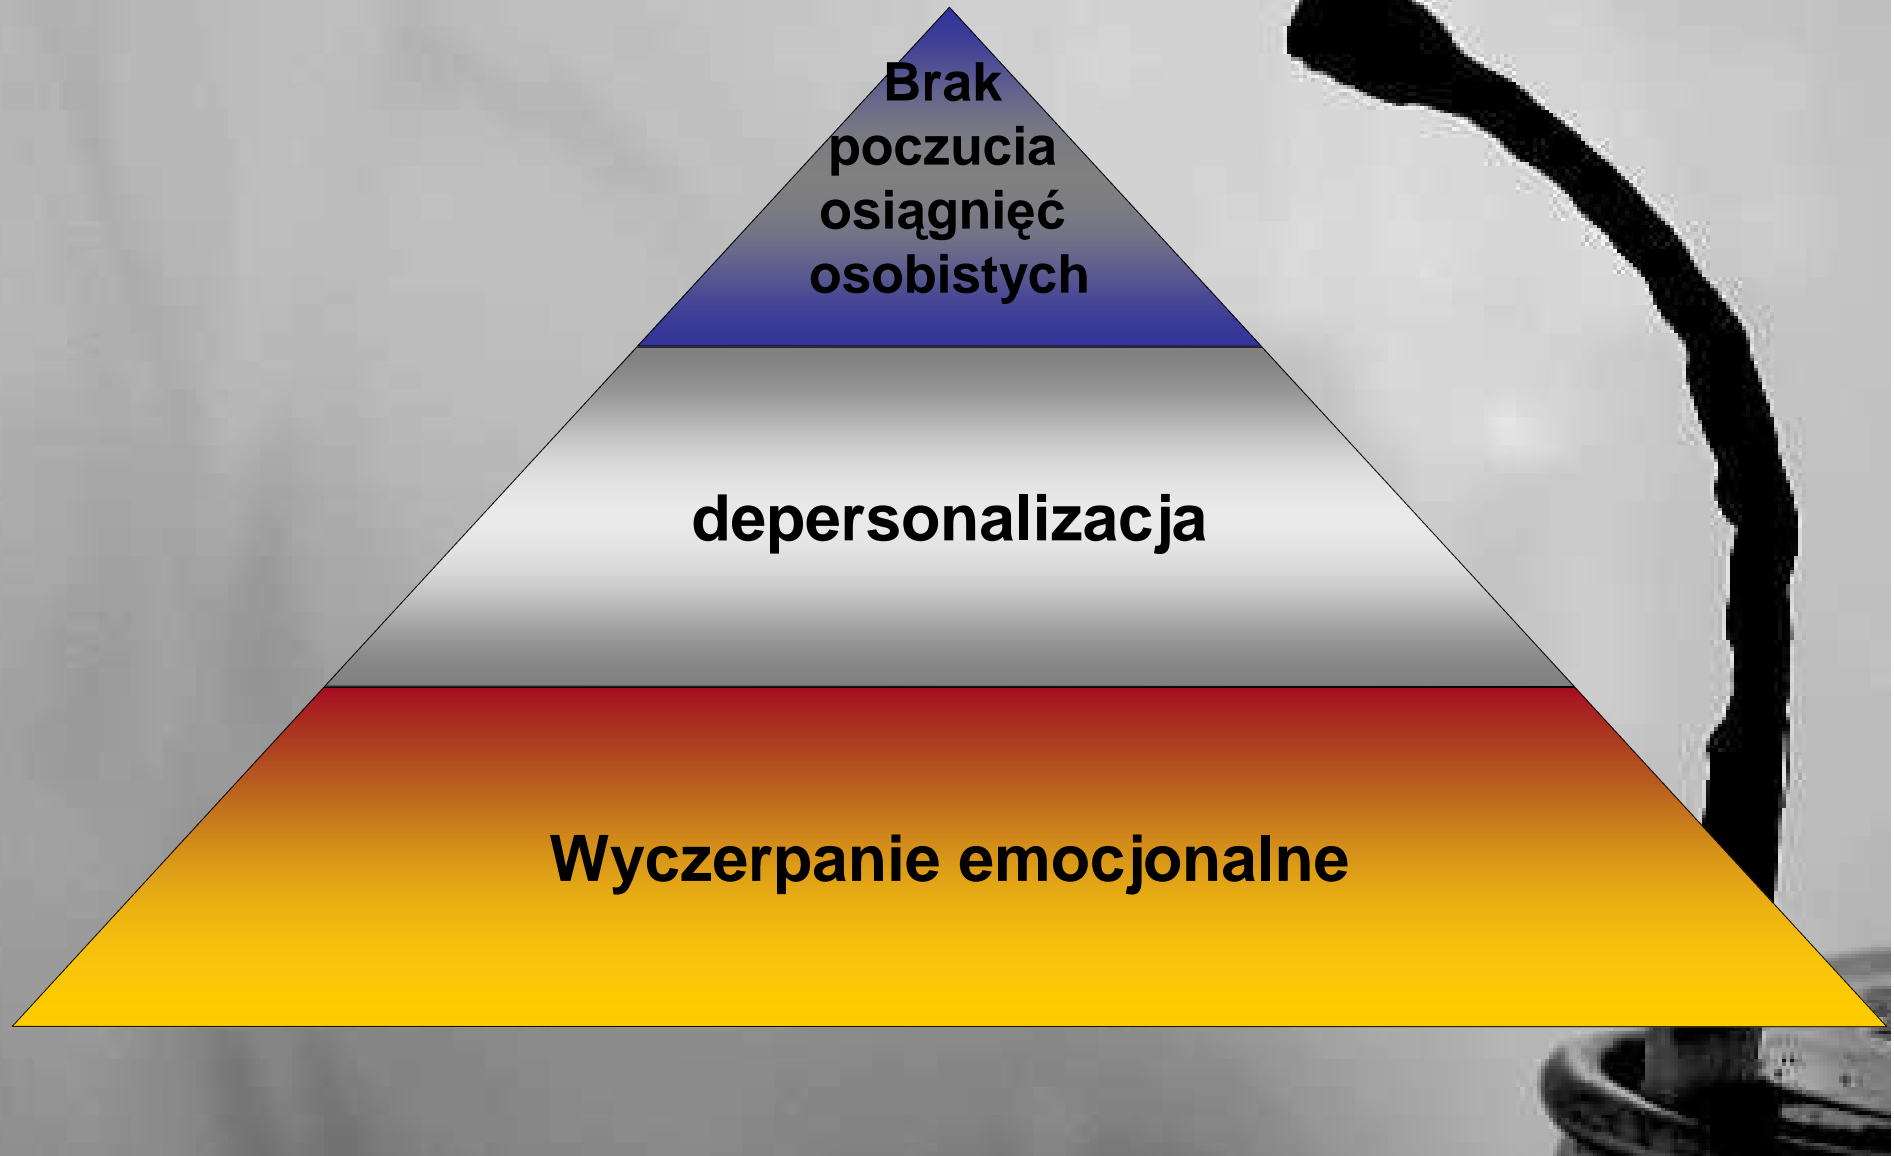 Brak
poczucia
osiągnięć
osobistych
depersonalizacja
Wyczerpanie emocjonalne